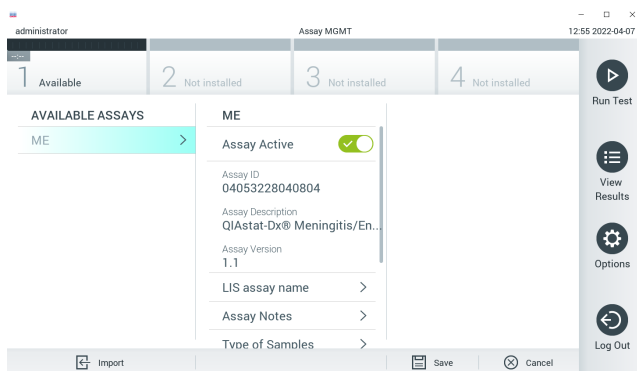 administrator Assay MGMT 12:55 2022-04-07
--:--
1 Available 2 Not installed 3 Not installed 4 Not installed
Run Test
View
Results
Options
Log Out
AVAILABLE ASSAYS
ME
ME
Assay Active
Assay ID
04053228040804
Assay Description
QIAstat-Dx® Meningitis/En...
Assay Version
1.1
LIS assay name
Assay Notes
Type of Samples
Import Save Cancel